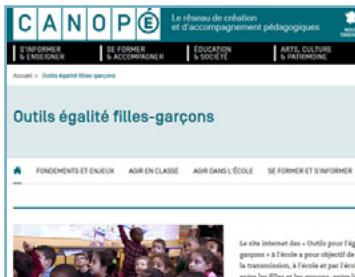 CANOPÉ
Le réseau de création
et d'accompagnement pédagogiques
S'INFORMER
& ENSEIGNER
SE FORMER
& ACCOMPAGNER
ÉDUCATION
& SOCIÉTÉ
ARTS, CULTURE
& PATRIMOINE
Accueil > Outils égalité filles-garçons
Outils égalité filles-garçons
FONDEMENTS ET ENJEUX AGIR EN CLASSE AGIR DANS L'ÉCOLE SE FORMER ET S'INFORMER
Le site internet des « Outils pour l'ég
garçons » à l'école a pour objectif de
la transmission, à l'école et par l'éco